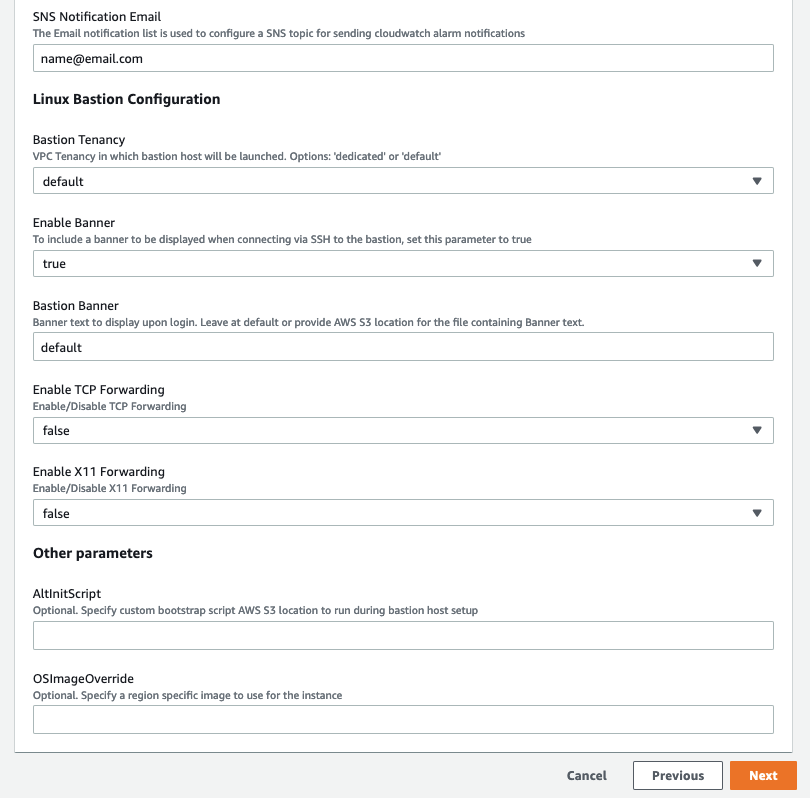 SNS Notification Email
The Email notification list is used to configure a SNS topic for sending cloudwatch alarm notifications
name@email.com
Linux Bastion Configuration
Bastion Tenancy
VPC Tenancy in which bastion host will be launched. Options: 'dedicated' or 'default'
default
Enable Banner
To include a banner to be displayed when connecting via SSH to the bastion, set this parameter to true
true
Bastion Banner
Banner text to display upon login. Leave at default or provide AWS S3 location for the file containing Banner text.
default
Enable TCP Forwarding
Enable/Disable TCP Forwarding
false
Enable X11 Forwarding
Enable/Disable X11 Forwarding
false
Other parameters
AltInitScript
Optional. Specify custom bootstrap script AWS S3 location to run during bastion host setup
OSImageOverride
Optional. Specify a region specific image to use for the instance
Cancel Previous Next